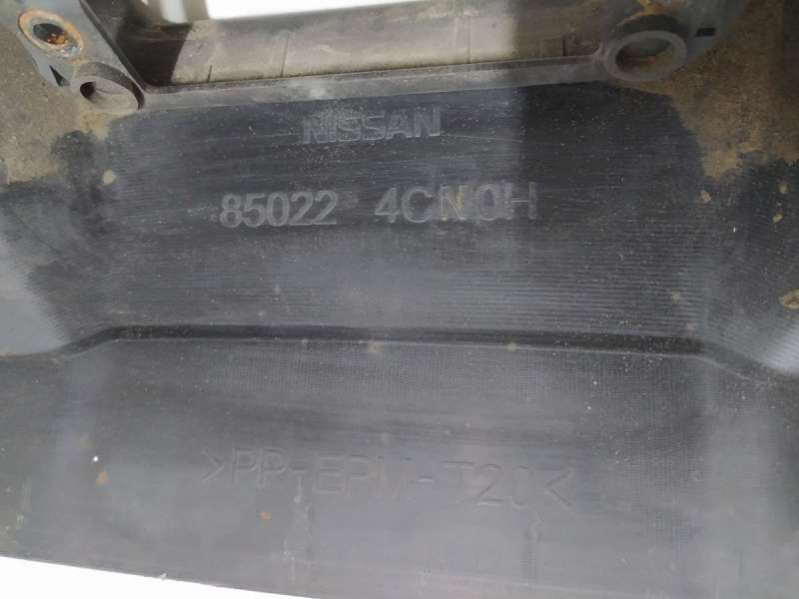 NISSAN
85022 4CN0H
>PP-EPM-T20<